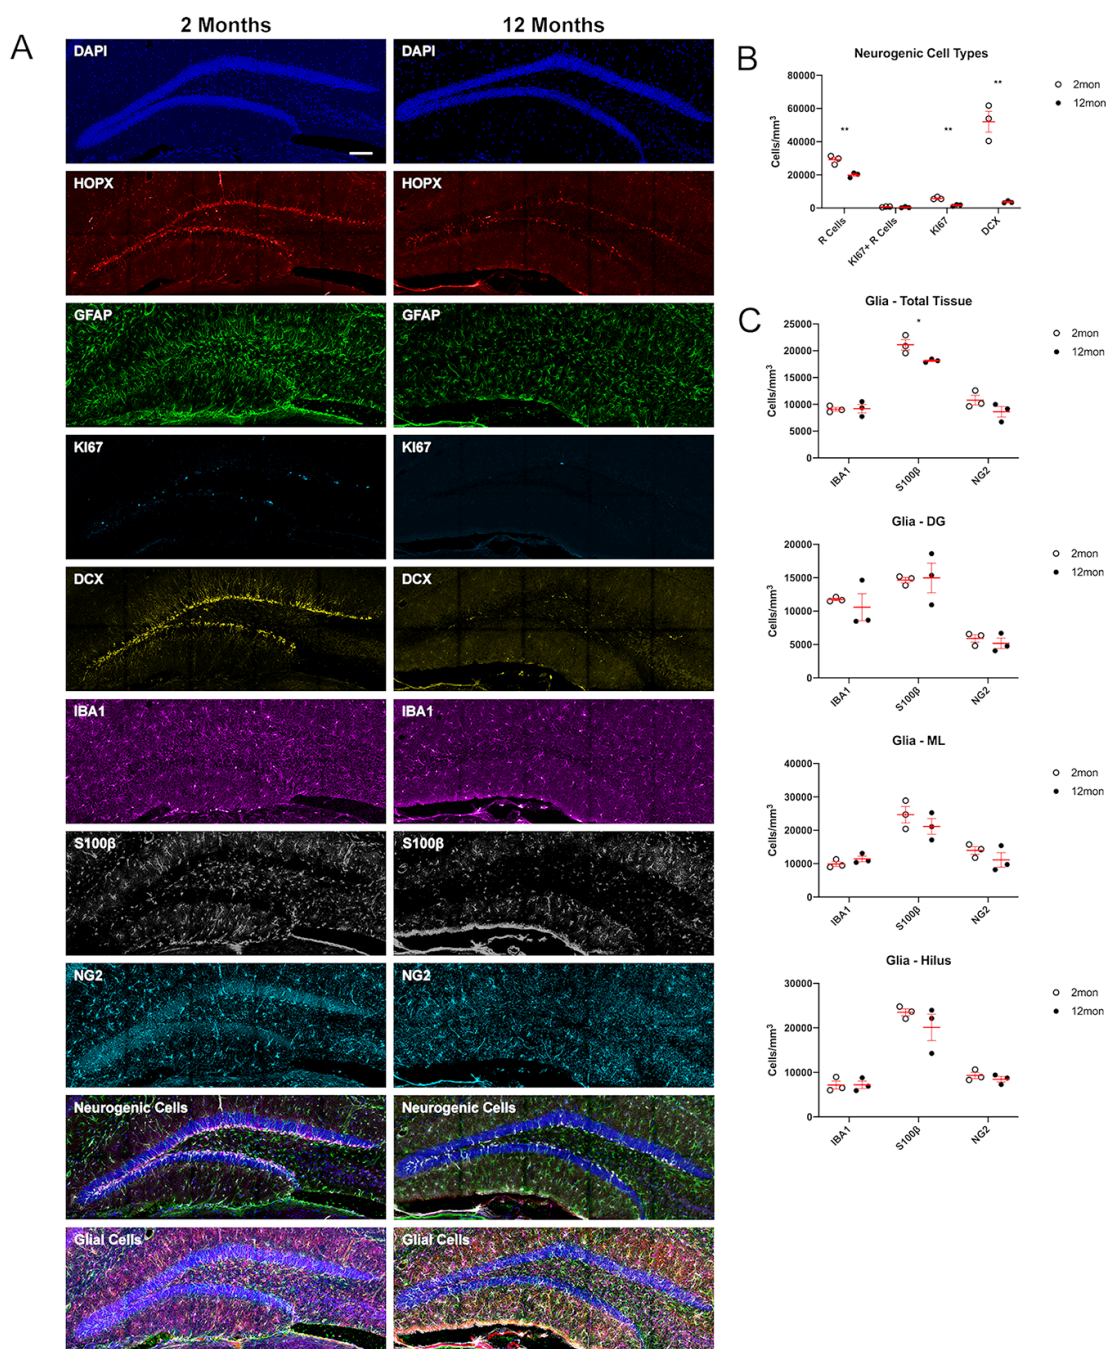 A
2 Months
12 Months
DAPI
HOPX
HOPX
GFAP
GFAP
KI67
KI67
DCX
DCX
IBA1
IBA1
S100β
S100β
NG2
NG2
Neurogenic Cells
Neurogenic Cells
Glial Cells
Glial Cells
B
Neurogenic Cell Types
Cells/mm³
80000
60000
40000
20000
0
**
**
**
2mon
12mon
R Cells
KI67+ R Cells
KI67
DCX
C
Glia - Total Tissue
Cells/mm³
25000
20000
15000
10000
5000
0
*
2mon
12mon
IBA1
S100β
NG2
Glia - DG
Cells/mm³
20000
15000
10000
5000
0
2mon
12mon
IBA1
S100β
NG2
Glia - ML
Cells/mm³
40000
30000
20000
10000
0
2mon
12mon
IBA1
S100β
NG2
Glia - Hilus
Cells/mm³
30000
20000
10000
0
2mon
12mon
IBA1
S100β
NG2